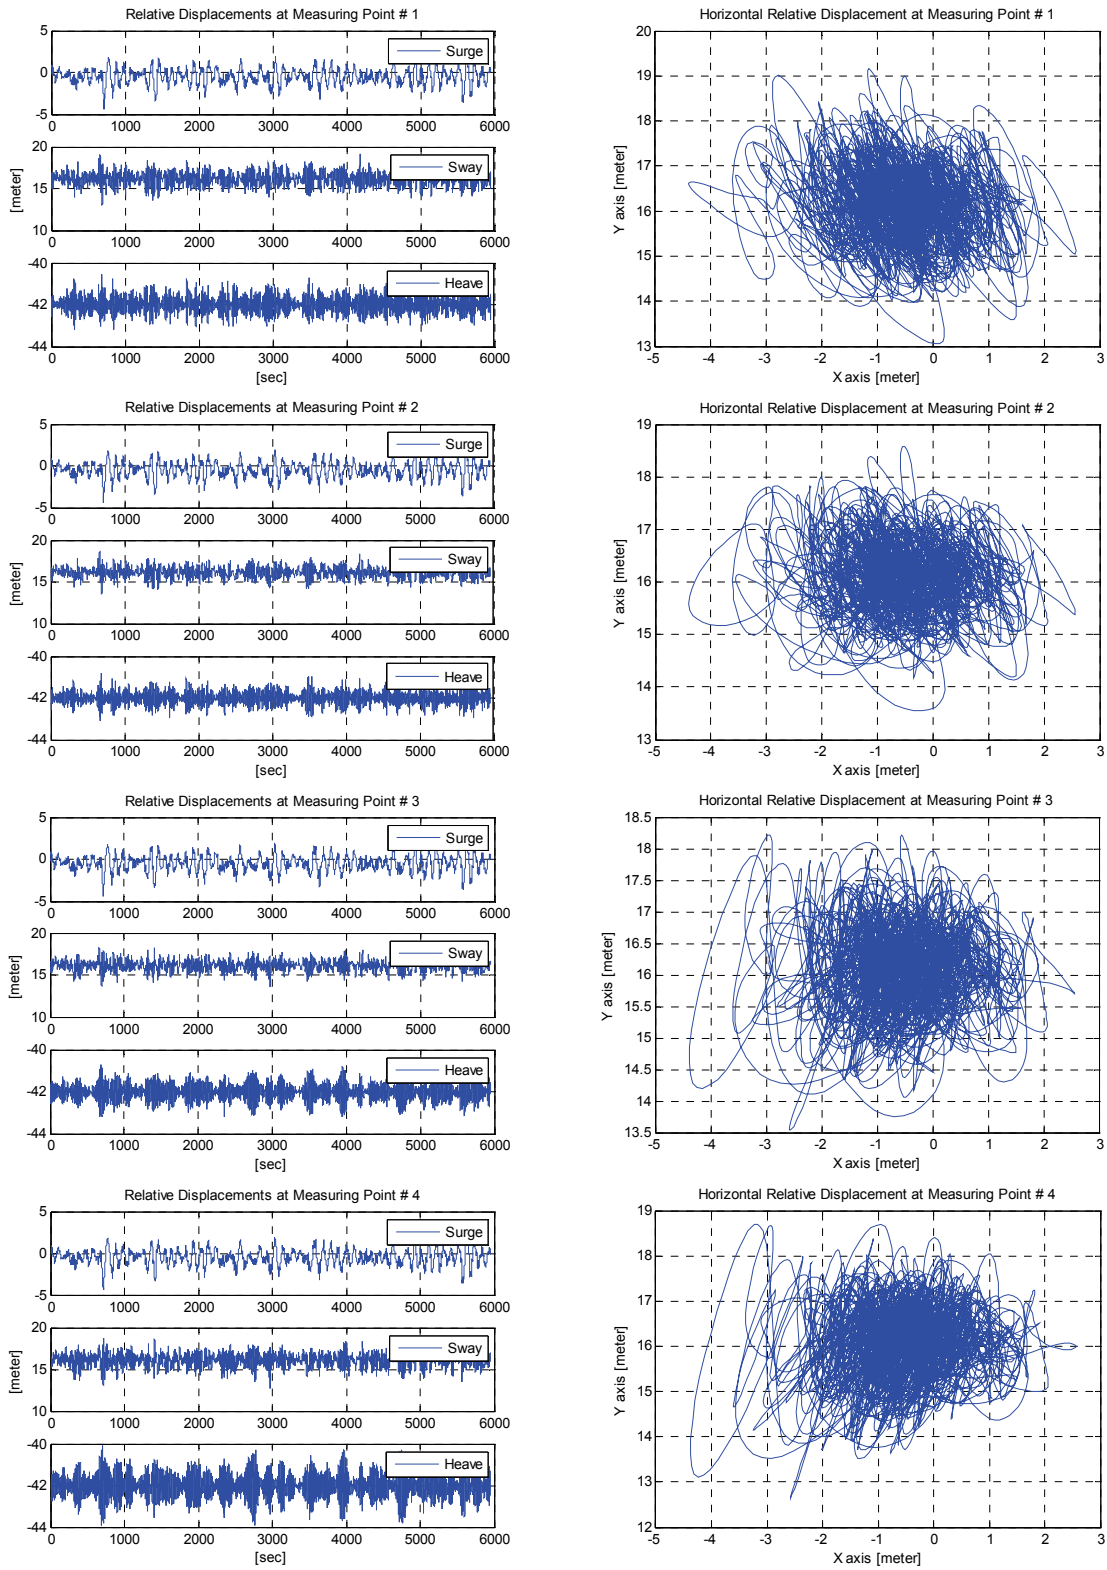 Relative Displacements at Measuring Point # 1
5
0
-5
Surge
0 1000 2000 3000 4000 5000 6000
20
15
10
[meter]
Sway
0 1000 2000 3000 4000 5000 6000
-40
-42
-44
Heave
0 1000 2000 3000 4000 5000 6000
[sec]
Horizontal Relative Displacement at Measuring Point # 1
20
19
18
17
16
15
14
13
Y axis [meter]
-5 -4 -3 -2 -1 0 1 2 3
X axis [meter]
Relative Displacements at Measuring Point # 2
5
0
-5
Surge
0 1000 2000 3000 4000 5000 6000
20
15
10
[meter]
Sway
0 1000 2000 3000 4000 5000 6000
-40
-42
-44
Heave
0 1000 2000 3000 4000 5000 6000
[sec]
Horizontal Relative Displacement at Measuring Point # 2
19
18
17
16
15
14
13
Y axis [meter]
-5 -4 -3 -2 -1 0 1 2 3
X axis [meter]
Relative Displacements at Measuring Point # 3
5
0
-5
Surge
0 1000 2000 3000 4000 5000 6000
20
15
10
[meter]
Sway
0 1000 2000 3000 4000 5000 6000
-40
-42
-44
Heave
0 1000 2000 3000 4000 5000 6000
[sec]
Horizontal Relative Displacement at Measuring Point # 3
18.5
18
17.5
17
16.5
16
15.5
15
14.5
14
13.5
Y axis [meter]
-5 -4 -3 -2 -1 0 1 2 3
X axis [meter]
Relative Displacements at Measuring Point # 4
5
0
-5
Surge
0 1000 2000 3000 4000 5000 6000
20
15
10
[meter]
Sway
0 1000 2000 3000 4000 5000 6000
-40
-42
-44
Heave
0 1000 2000 3000 4000 5000 6000
[sec]
Horizontal Relative Displacement at Measuring Point # 4
19
18
17
16
15
14
13
12
Y axis [meter]
-5 -4 -3 -2 -1 0 1 2 3
X axis [meter]